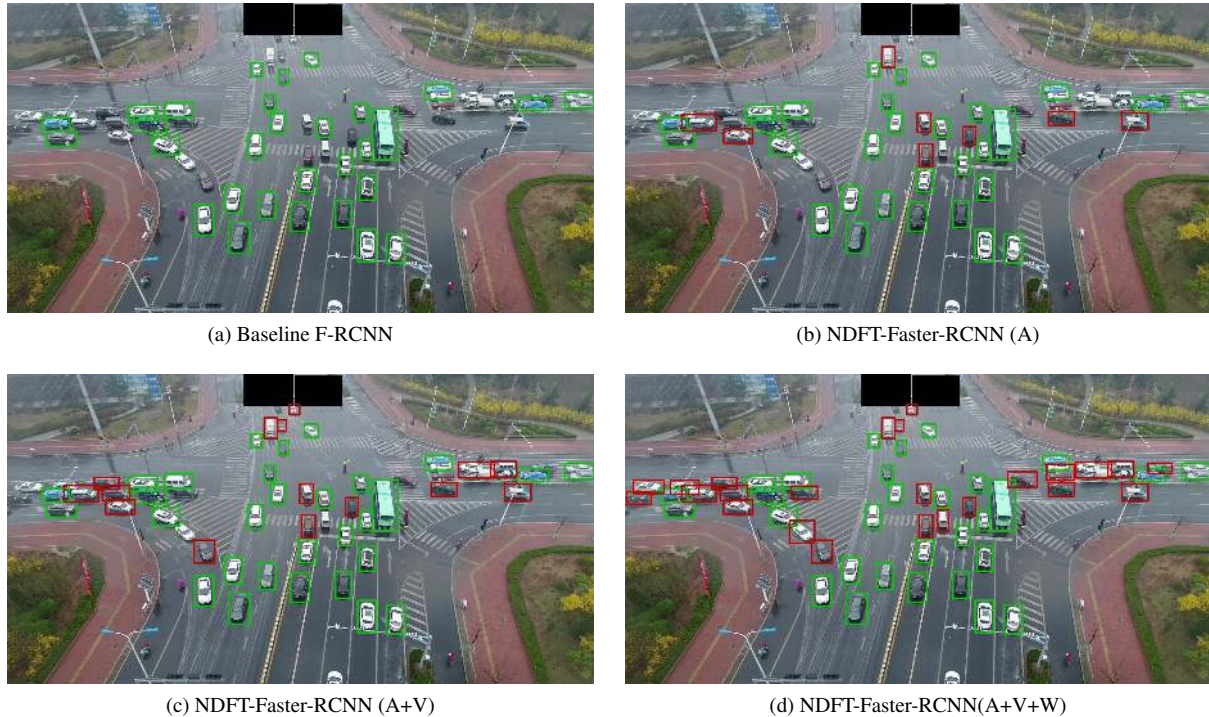 (a) Baseline F-RCNN
(b) NDFT-Faster-RCNN (A)
(c) NDFT-Faster-RCNN (A+V)
(d) NDFT-Faster-RCNN(A+V+W)